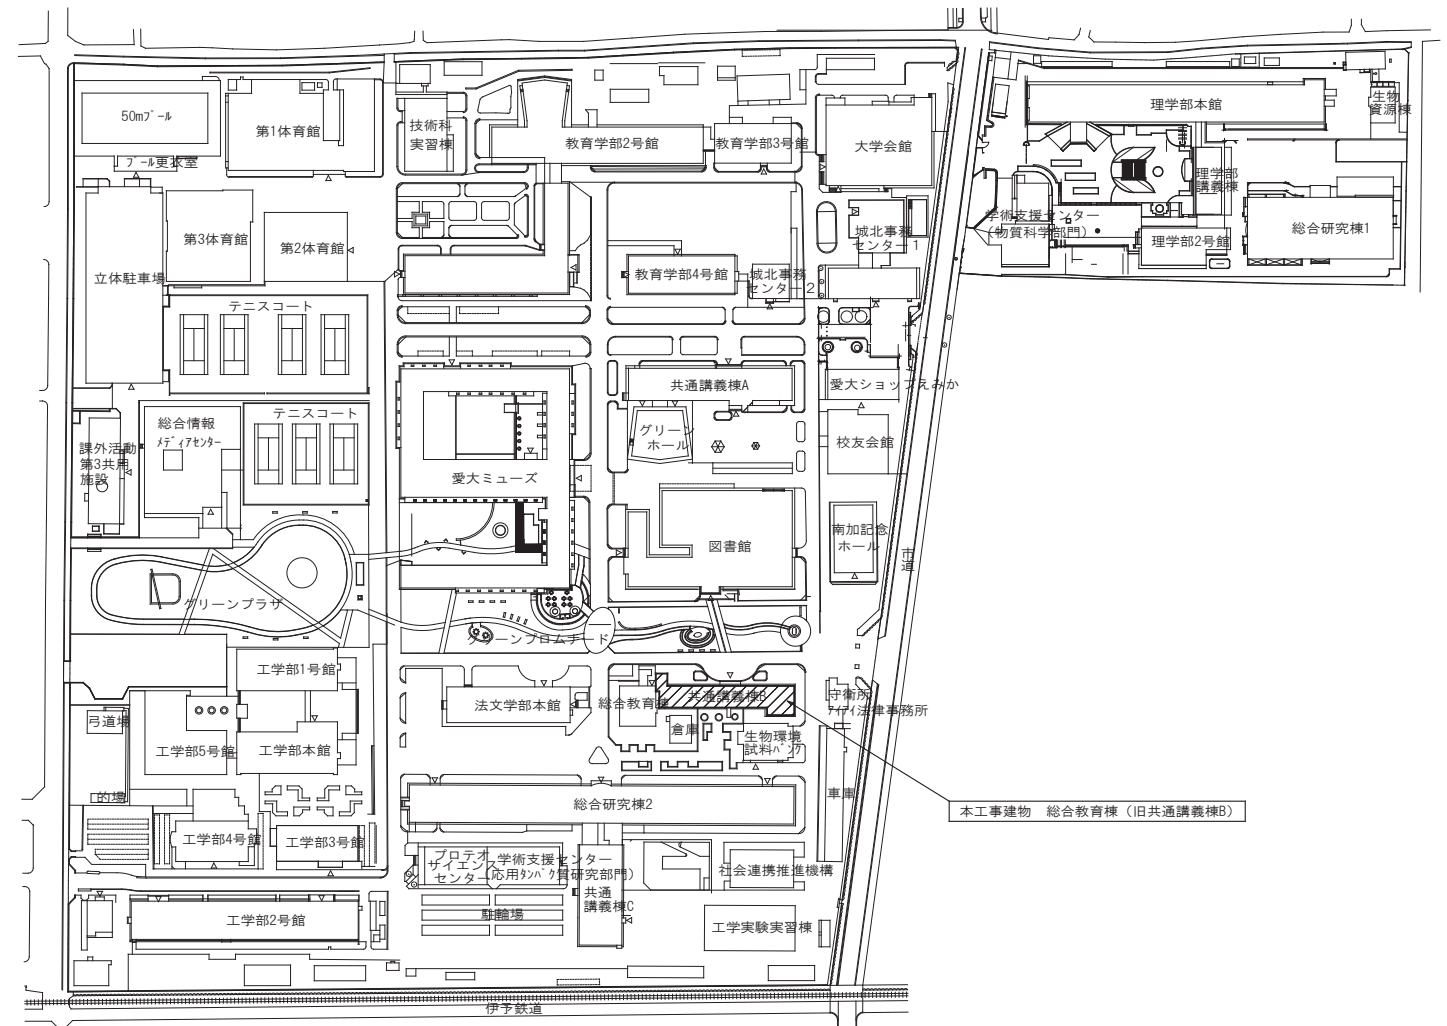 50mﾌﾟｰﾙ
ﾌﾟｰﾙ更衣室
第1体育館
技術科
実習棟
教育学部2号館
教育学部3号館
大学会館
理学部本館
生物
資源棟
理学部
講義棟
学術支援センター
（物質科学部門）
理学部2号館
総合研究棟1
第3体育館
第2体育館
立体駐車場
テニスコート
教育学部4号館
城北事務
センター1
城北事務
センター2
共通講義棟A
愛大ショップえみか
テニスコート
総合情報
ﾒﾃﾞｨｱｾﾝﾀｰ
課外活動
第3共用
施設
グリーン
ホール
校友会館
愛大ミューズ
図書館
南加記念
ホール
市道
グリーンプラザ
グリーンプロムナード
工学部1号館
法文学部本館
総合教育棟
共通講義棟B
倉庫
生物環境
試料ﾊﾞﾝｸ
守衛所
ｱｲｱｲ法律事務所
弓道場
工学部5号館
工学部本館
的場
総合研究棟2
車庫
本工事建物　総合教育棟（旧共通講義棟B）
工学部4号館
工学部3号館
プロテオ
サイエンス
センター
学術支援センター
（応用ﾀﾝﾊﾟｸ質研究部門）
共通
講義棟C
社会連携推進機構
駐輪場
工学部2号館
工学実験実習棟
伊予鉄道